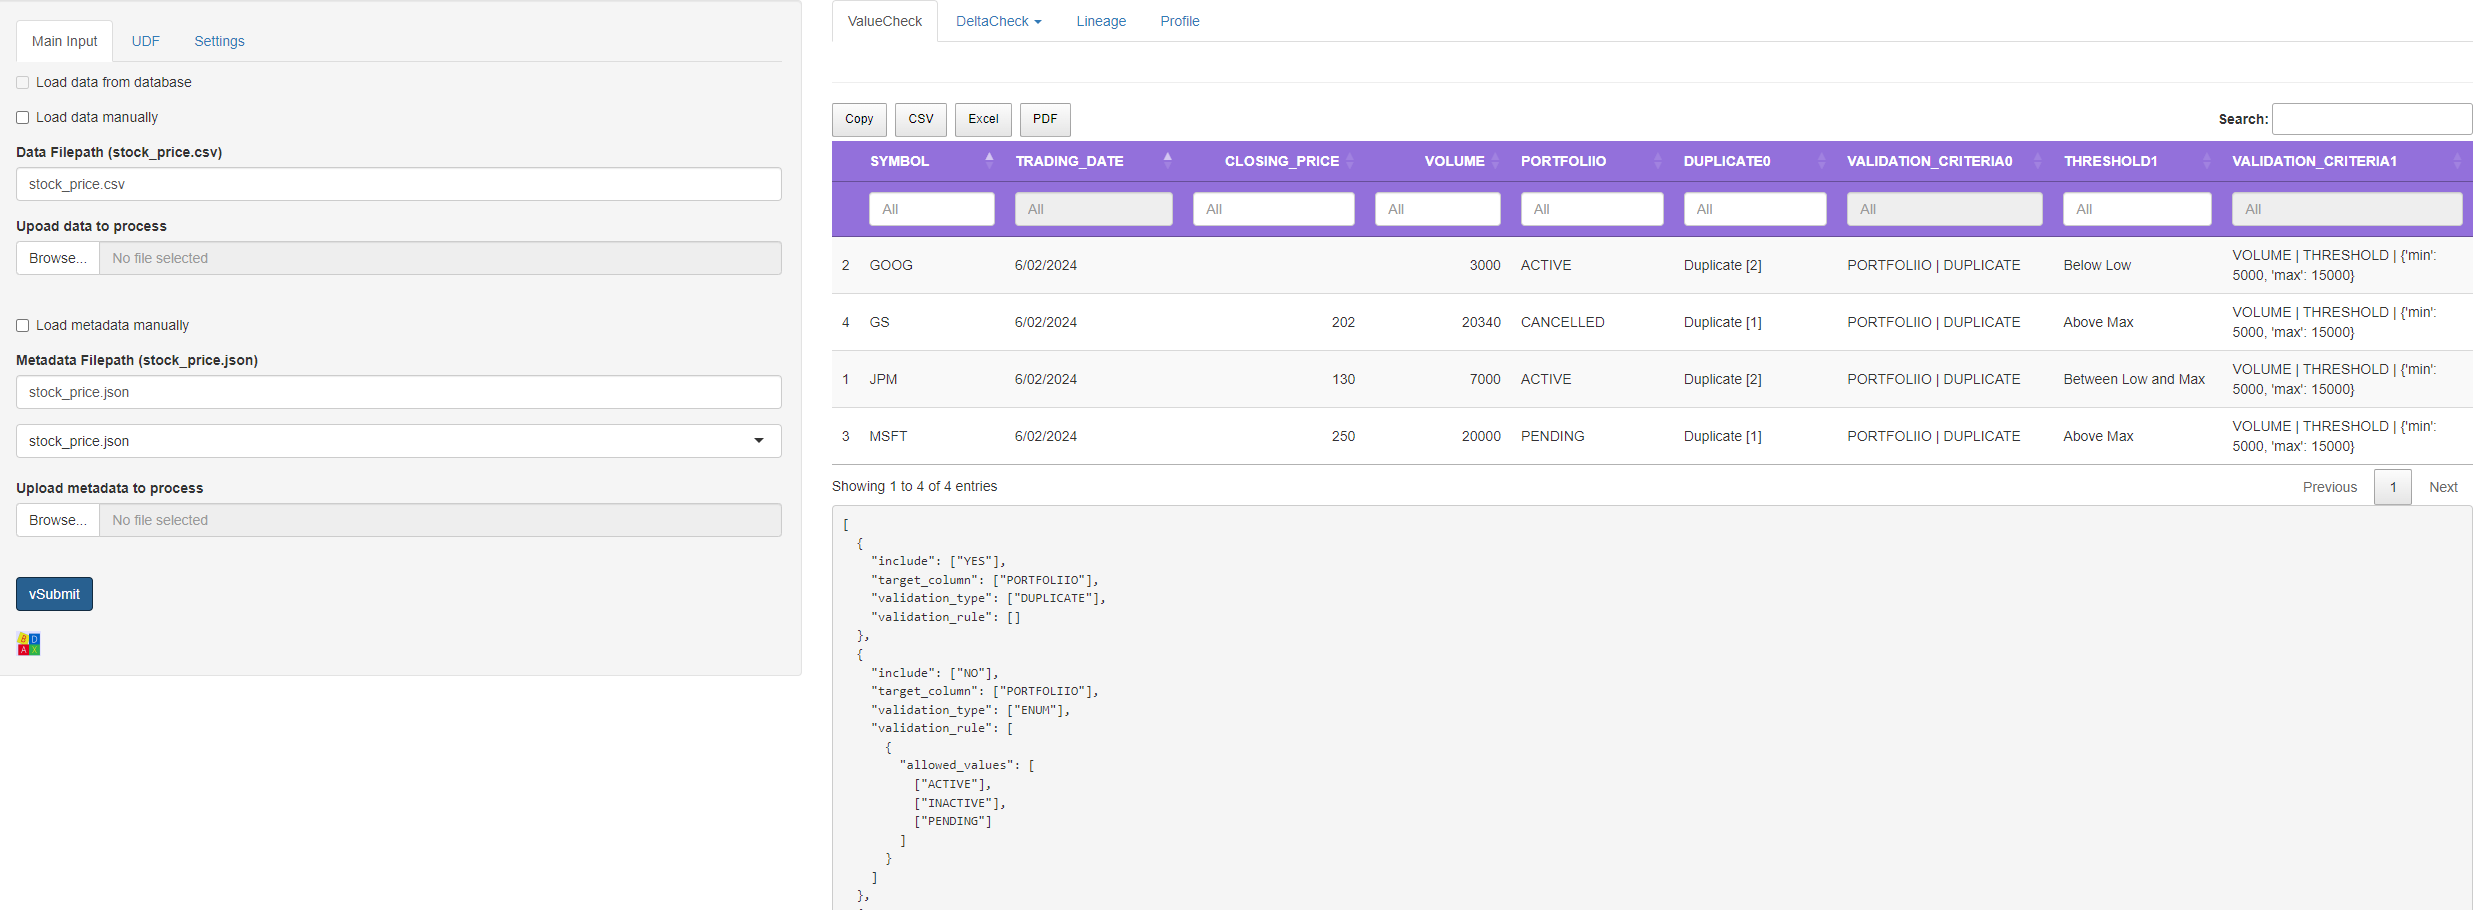 Main Input UDF Settings
Load data from database
Load data manually
Data Filepath (stock_price.csv)
stock_price.csv
Upoad data to process
Browse... No file selected
Load metadata manually
Metadata Filepath (stock_price.json)
stock_price.json
stock_price.json
Upload metadata to process
Browse... No file selected
vSubmit
B D
A X
ValueCheck DeltaCheck Lineage Profile
Copy CSV Excel PDF Search:
SYMBOL TRADING_DATE CLOSING_PRICE VOLUME PORTFOLIIO DUPLICATE0 VALIDATION_CRITERIA0 THRESHOLD1 VALIDATION_CRITERIA1
All All All All All All All All All
2 GOOG 6/02/2024 3000 ACTIVE Duplicate [2] PORTFOLIIO | DUPLICATE Below Low VOLUME | THRESHOLD | {'min':
5000, 'max': 15000}
4 GS 6/02/2024 202 20340 CANCELLED Duplicate [1] PORTFOLIIO | DUPLICATE Above Max VOLUME | THRESHOLD | {'min':
5000, 'max': 15000}
1 JPM 6/02/2024 130 7000 ACTIVE Duplicate [2] PORTFOLIIO | DUPLICATE Between Low and Max VOLUME | THRESHOLD | {'min':
5000, 'max': 15000}
3 MSFT 6/02/2024 250 20000 PENDING Duplicate [1] PORTFOLIIO | DUPLICATE Above Max VOLUME | THRESHOLD | {'min':
5000, 'max': 15000}
Showing 1 to 4 of 4 entries Previous 1 Next
[
{
"include": ["YES"],
"target_column": ["PORTFOLIIO"],
"validation_type": ["DUPLICATE"],
"validation_rule": []
},
{
"include": ["NO"],
"target_column": ["PORTFOLIIO"],
"validation_type": ["ENUM"],
"validation_rule": [
{
"allowed_values": [
["ACTIVE"],
["INACTIVE"],
["PENDING"]
]
}
]
},